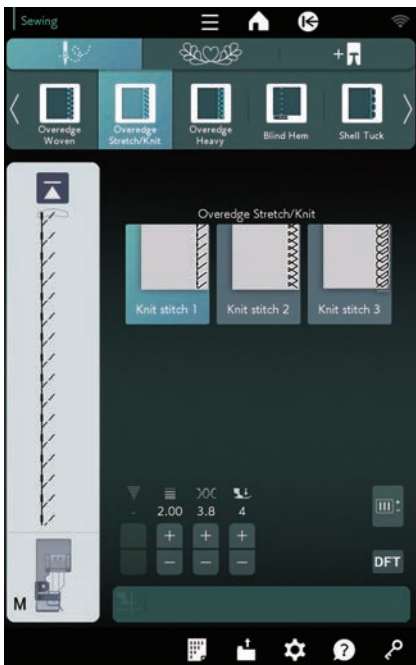 Sewing
Overedge
Woven
Overedge
Stretch/Knit
Overedge
Heavy
Blind Hem
Shell Tuck
Overedge Stretch/Knit
Knit stitch 1
Knit stitch 2
Knit stitch 3
- 2.00 3.8 4
+ + +
- - -
DFT
M